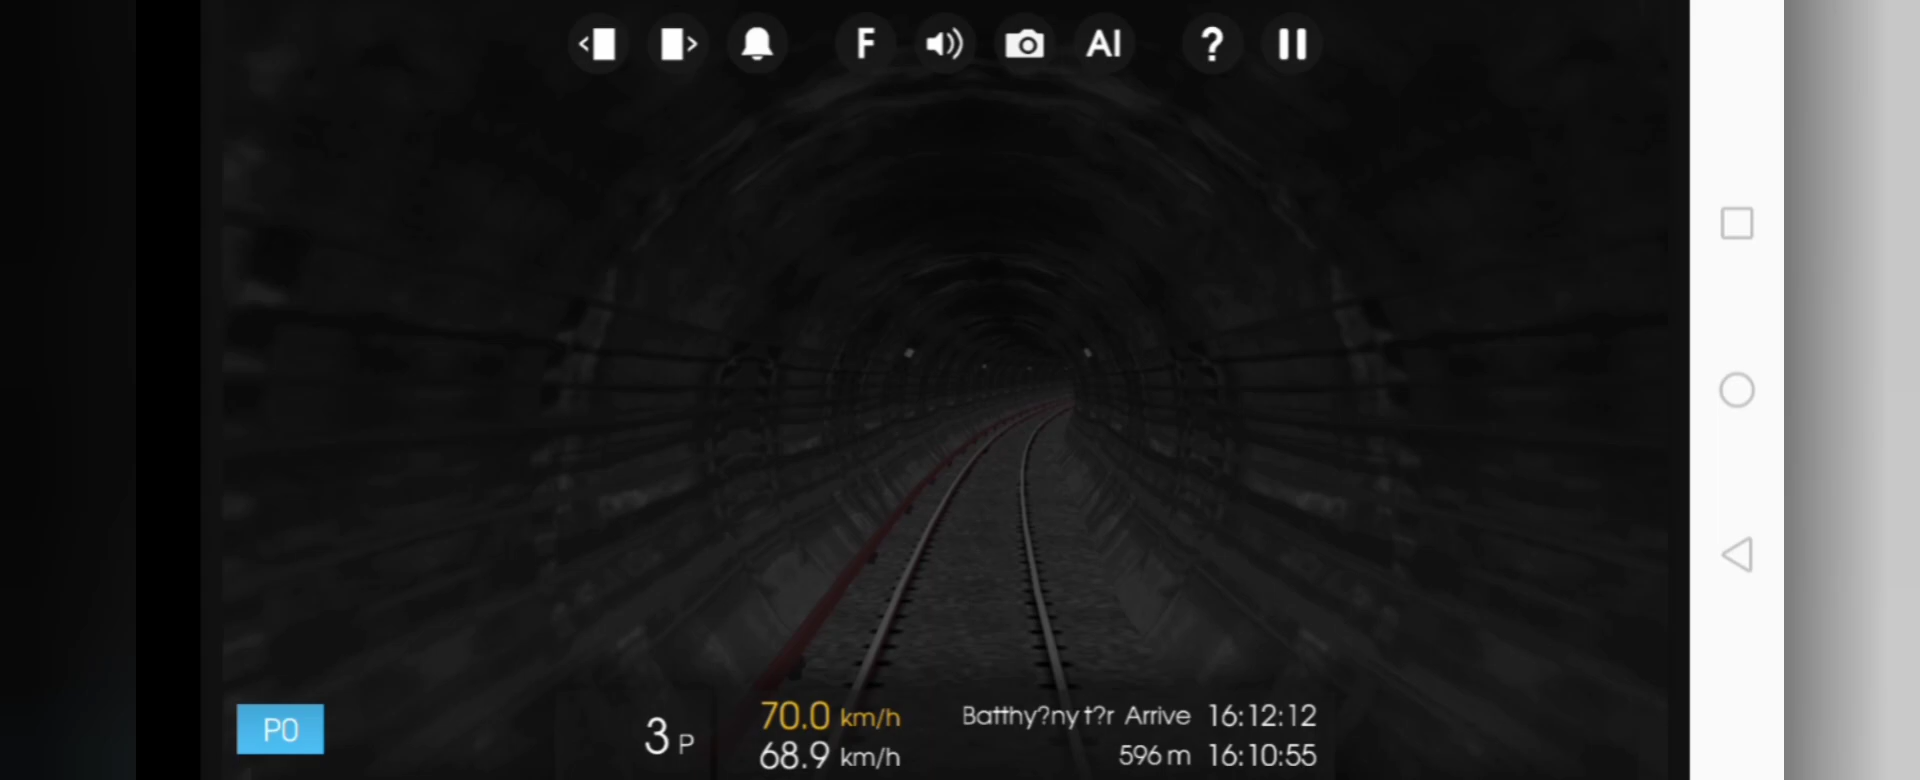 F AI ?
P0
3 P
70.0 km/h
68.9 km/h
Batthy?ny t?r Arrive 16:12:12
596 m 16:10:55